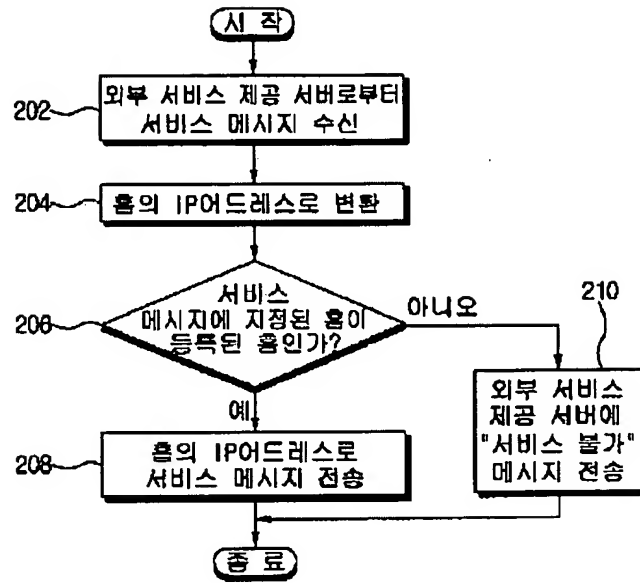 시 작
202
외부 서비스 제공 서버로부터
서비스 메시지 수신
204
홈의 IP어드레스로 변환
206
서비스
메시지에 지정된 홈이
등록된 홈인가?
아니오
210
예
외부 서비스
제공 서버에
"서비스 불가"
메시지 전송
208
홈의 IP어드레스로
서비스 메시지 전송
종 료